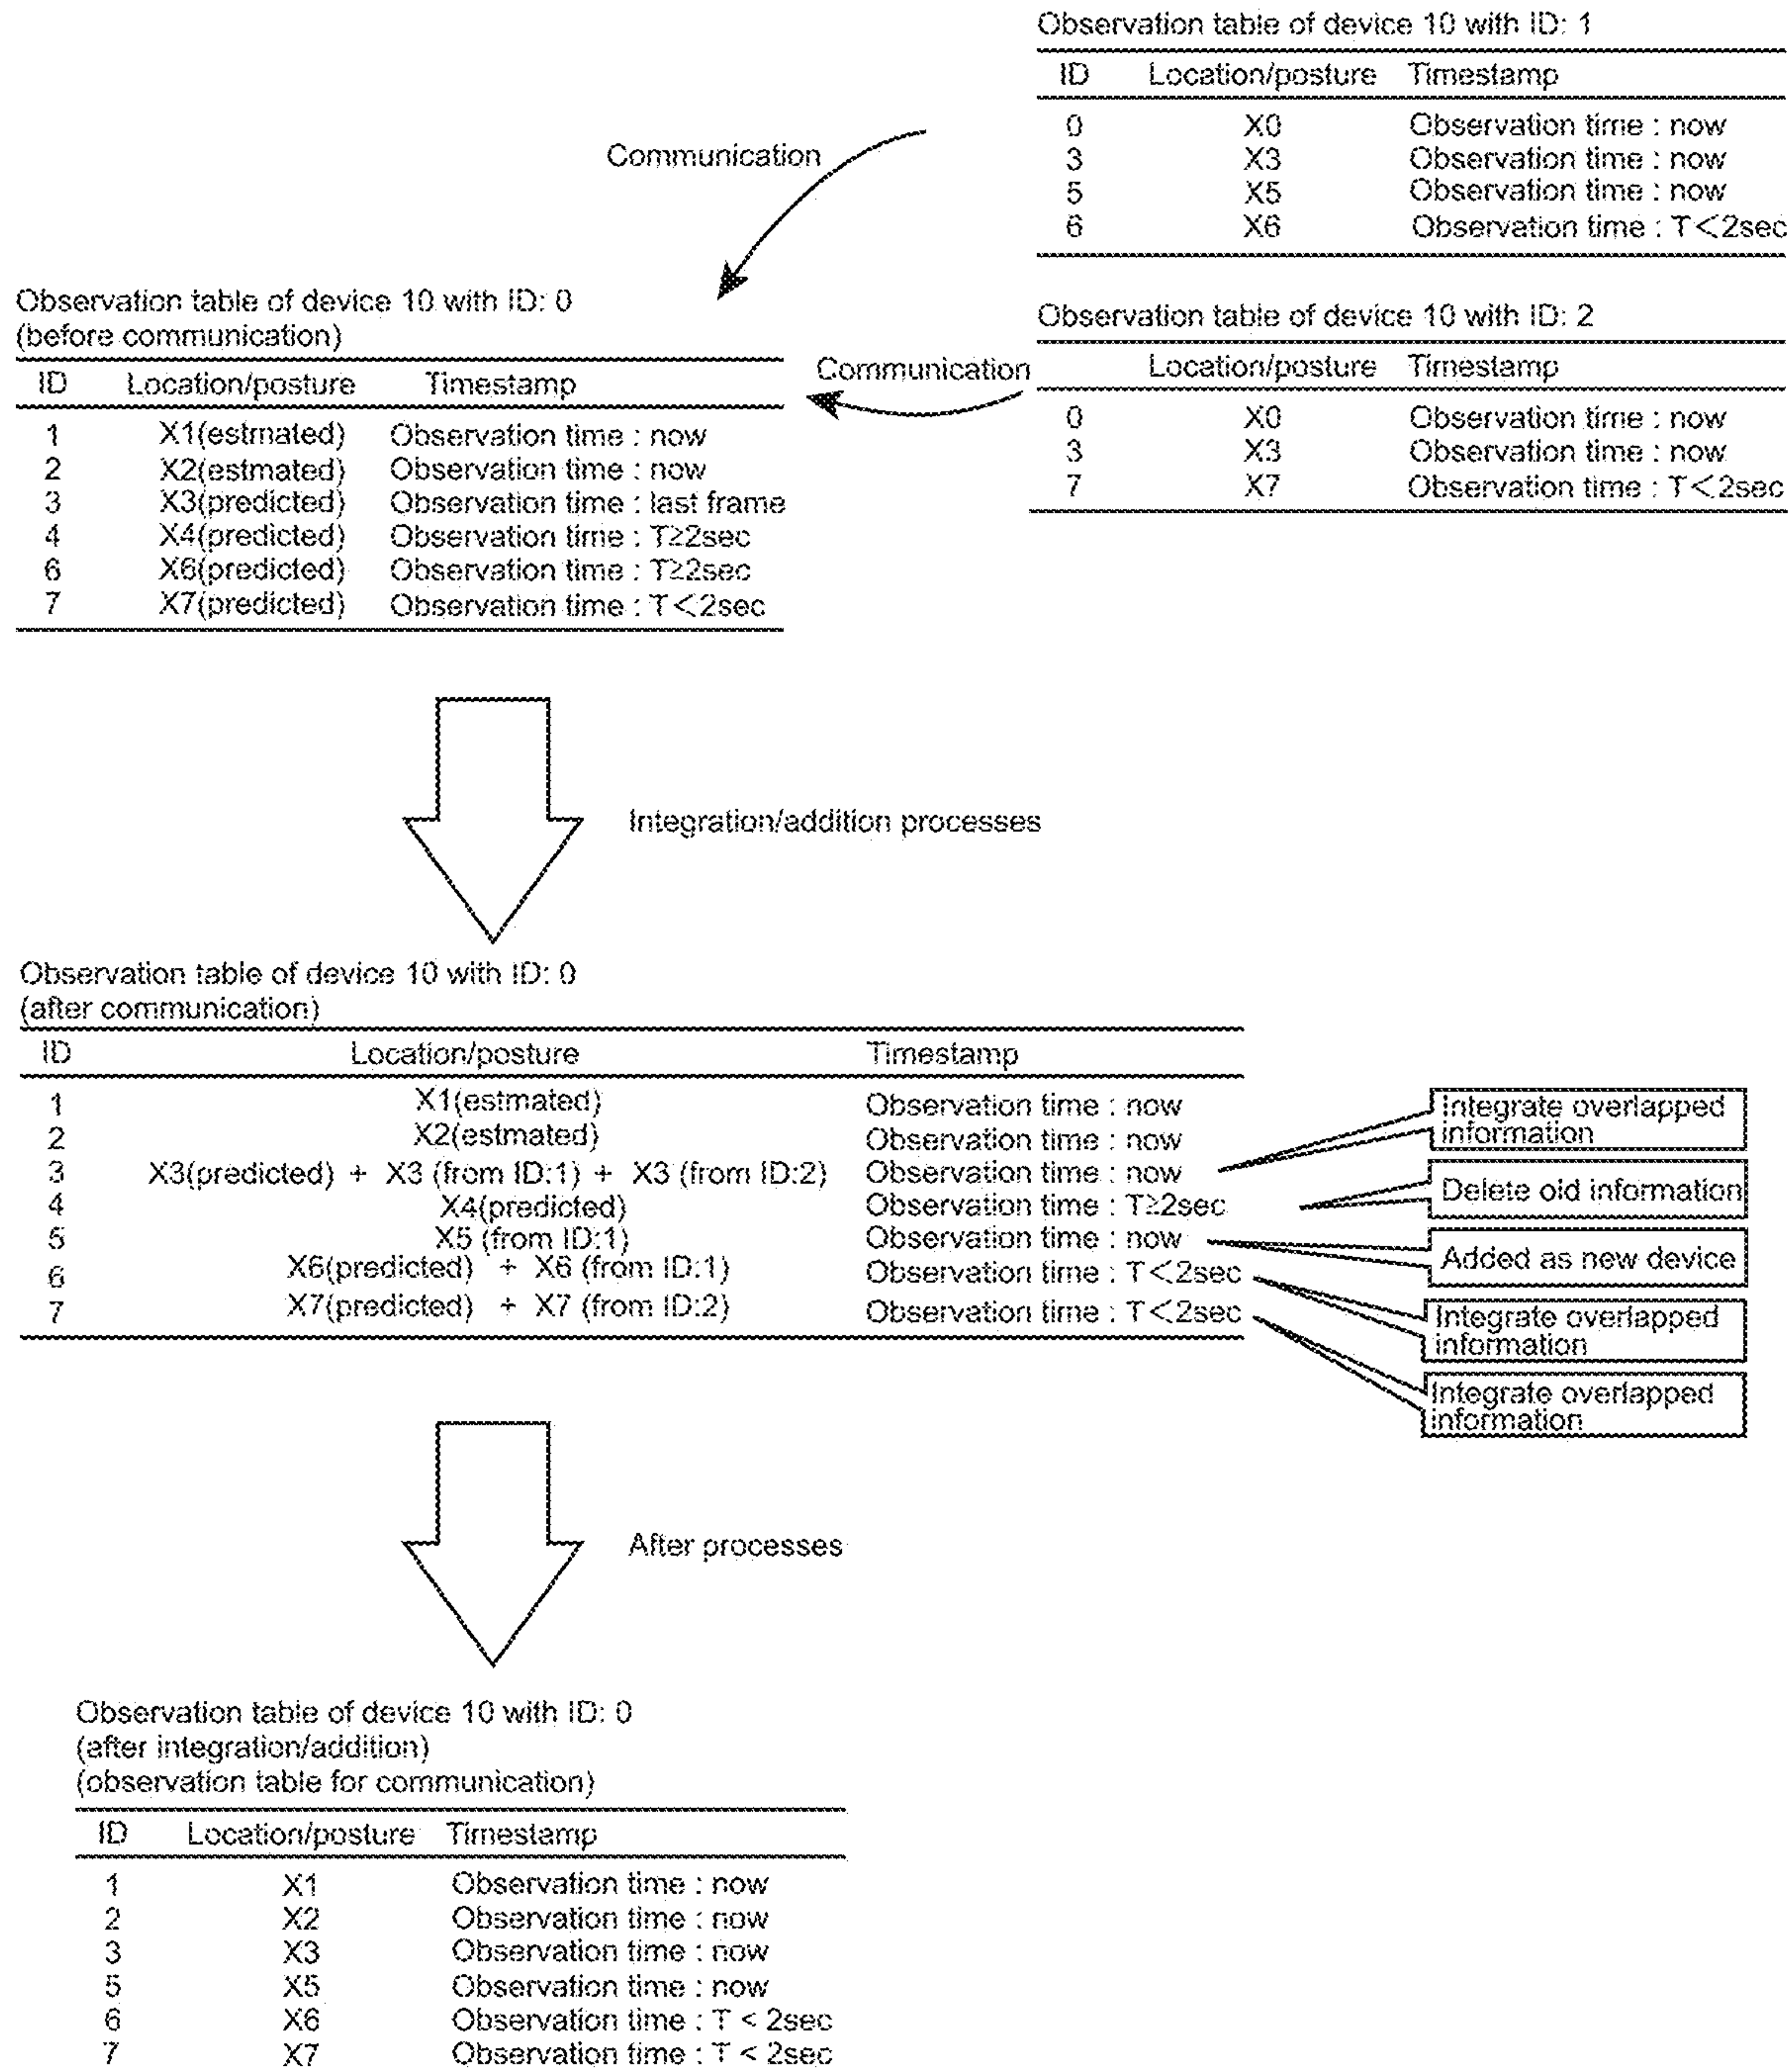 Observation table of device 10 with ID: 1
ID Location/posture Timestamp
0 X0 Observation time : now
3 X3 Observation time : now
5 X5 Observation time : now
6 X6 Observation time : T<2sec
Communication
Observation table of device 10 with ID: 2
Location/posture Timestamp
0 X0 Observation time : now
3 X3 Observation time : now
7 X7 Observation time : T<2sec
Communication
Observation table of device 10 with ID: 0
(before communication)
ID Location/posture Timestamp
1 X1(estmated) Observation time : now
2 X2(estmated) Observation time : now
3 X3(predicted) Observation time : last frame
4 X4(predicted) Observation time : T≥2sec
6 X6(predicted) Observation time : T≥2sec
7 X7(predicted) Observation time : T<2sec
Integration/addition processes
Observation table of device 10 with ID: 0
(after communication)
ID Location/posture Timestamp
1 X1(estmated) Observation time : now
2 X2(estmated) Observation time : now
3 X3(predicted) + X3 (from ID:1) + X3 (from ID:2) Observation time : now
4 X4(predicted) Observation time : T≥2sec
5 X5 (from ID:1) Observation time : now
6 X6(predicted) + X6 (from ID:1) Observation time : T<2sec
7 X7(predicted) + X7 (from ID:2) Observation time : T<2sec
Integrate overlapped
information
Delete old information
Added as new device
Integrate overlapped
information
Integrate overlapped
information
After processes
Observation table of device 10 with ID: 0
(after integration/addition)
(observation table for communication)
ID Location/posture Timestamp
1 X1 Observation time : now
2 X2 Observation time : now
3 X3 Observation time : now
5 X5 Observation time : now
6 X6 Observation time : T < 2sec
7 X7 Observation time : T < 2sec